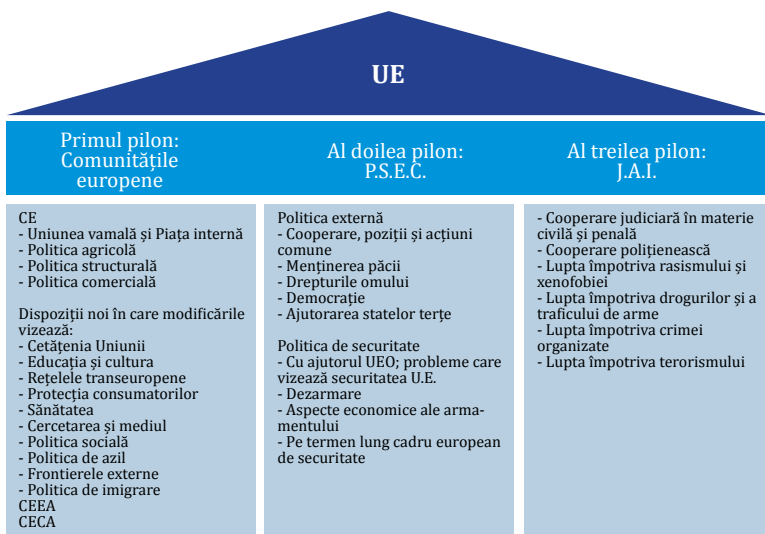 UE
Primul pilon:
Comunitățile
europene
CE
- Uniunea vamală și Piața internă
- Politica agricolă
- Politica structurală
- Politica comercială
Dispoziții noi în care modificările
vizează:
- Cetățenia Uniunii
- Educația și cultura
- Rețelele transeuropene
- Protecția consumatorilor
- Sănătatea
- Cercetarea și mediul
- Politica socială
- Politica de azil
- Frontierele externe
- Politica de imigrare
CEEA
CECA
Al doilea pilon:
P.S.E.C.
Politica externă
- Cooperare, poziții și acțiuni
comune
- Menținerea păcii
- Drepturile omului
- Democrație
- Ajutorarea statelor terțe
Politica de securitate
- Cu ajutorul UEO; probleme care
vizează securitatea U.E.
- Dezarmare
- Aspecte economice ale arma-
mentului
- Pe termen lung cadru european
de securitate
Al treilea pilon:
J.A.I.
- Cooperare judiciară în materie
civilă și penală
- Cooperare polițienească
- Lupta împotriva rasismului și
xenofobiei
- Lupta împotriva drogurilor și a
traficului de arme
- Lupta împotriva crimei
organizate
- Lupta împotriva terorismului